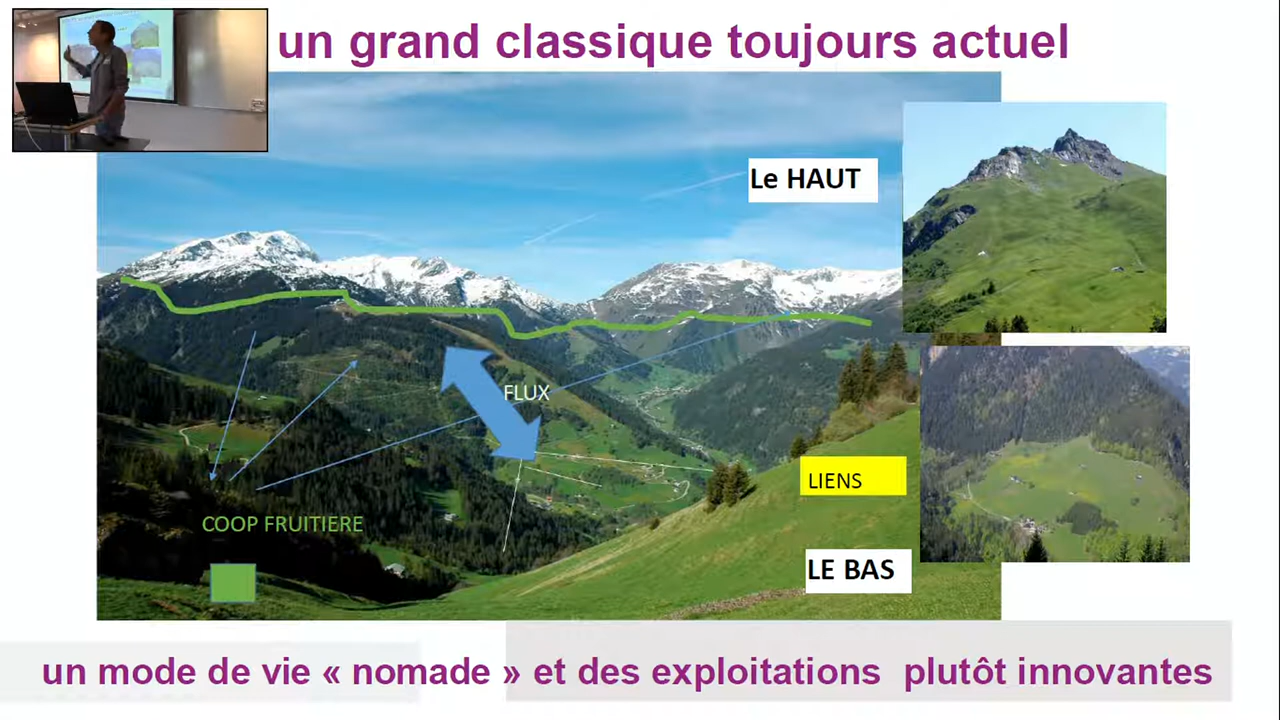 un grand classique toujours actuel
Le HAUT
FLUX
LIENS
COOP FRUITIERE
LE BAS
un mode de vie « nomade » et des exploitations plutôt innovantes